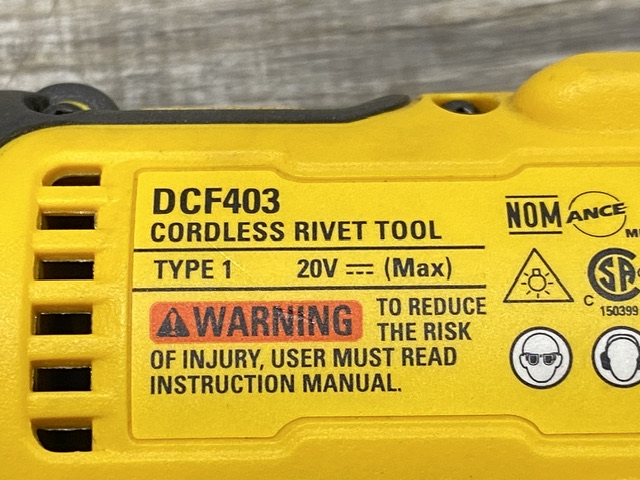 DCF403
CORDLESS RIVET TOOL
TYPE 1 20V ⎓ (Max)
⚠WARNING TO REDUCE
THE RISK
OF INJURY, USER MUST READ
INSTRUCTION MANUAL.
NOM ANCE
SA
C
150399